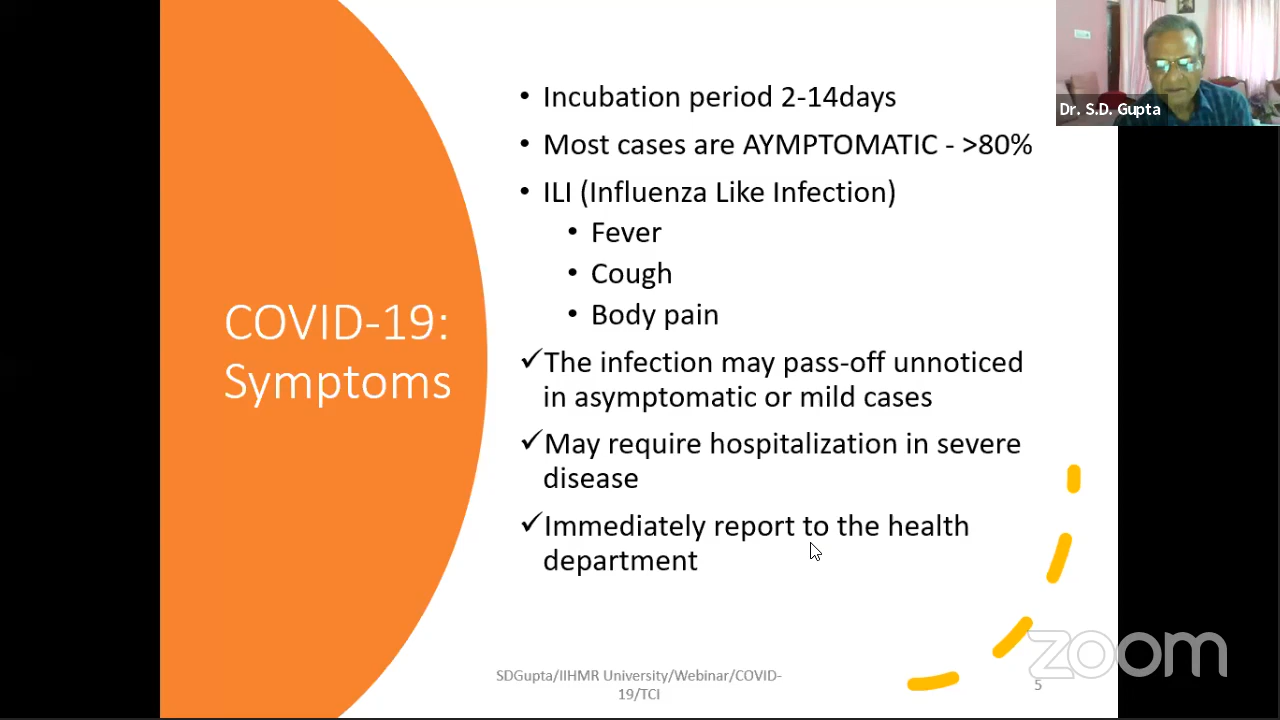 Dr. S.D. Gupta
COVID-19:
Symptoms
• Incubation period 2-14days
• Most cases are AYMPTOMATIC - >80%
• ILI (Influenza Like Infection)
• Fever
• Cough
• Body pain
✓The infection may pass-off unnoticed
in asymptomatic or mild cases
✓May require hospitalization in severe
disease
✓Immediately report to the health
department
SDGupta/IIHMR University/Webinar/COVID-
19/TCI
5
zoom